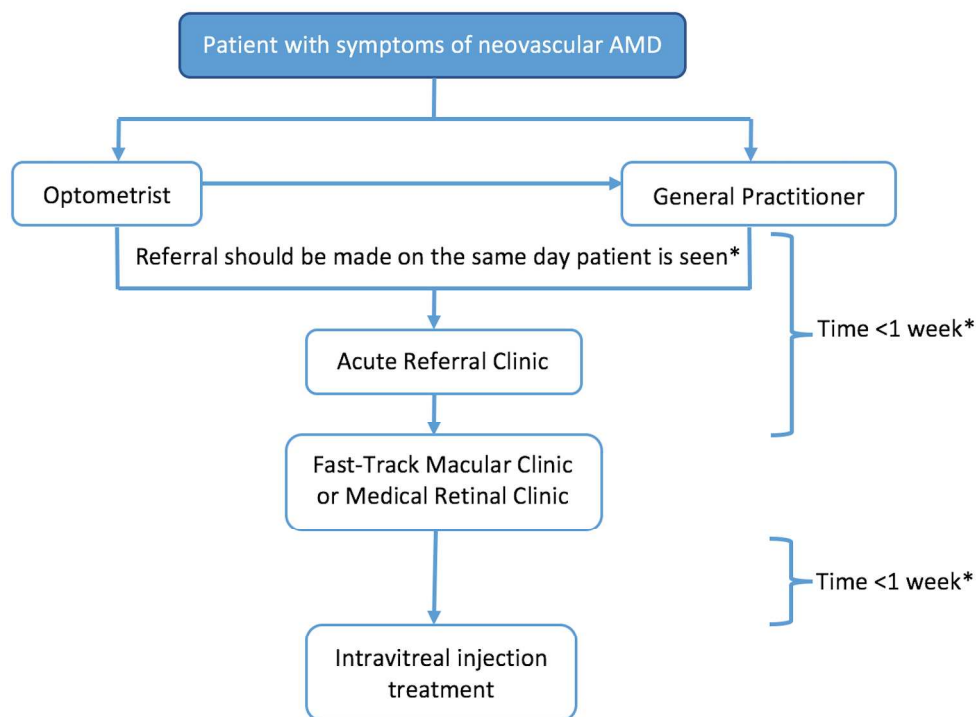 Patient with symptoms of neovascular AMD
Optometrist
General Practitioner
Referral should be made on the same day patient is seen*
Time <1 week*
Acute Referral Clinic
Fast-Track Macular Clinic
or Medical Retinal Clinic
Time <1 week*
Intravitreal injection
treatment